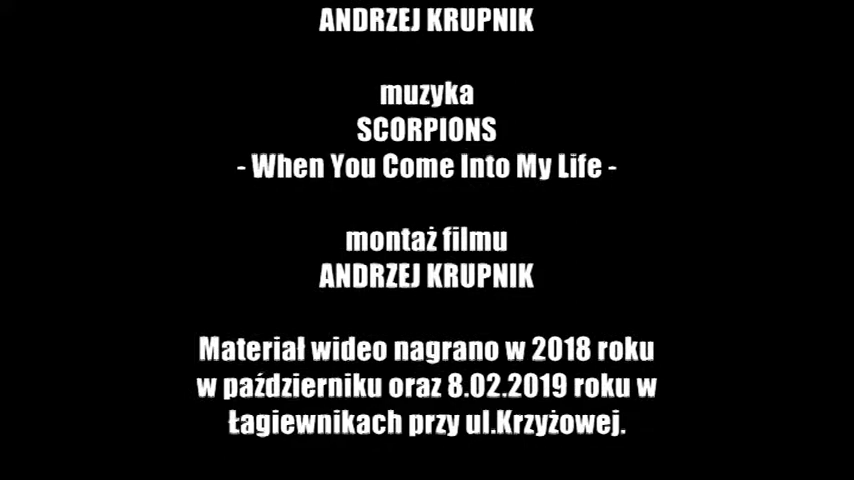 ANDRZEJ KRUPNIK
muzyka
SCORPIONS
- When You Come Into My Life -
montaż filmu
ANDRZEJ KRUPNIK
Materiał wideo nagrano w 2018 roku
w październiku oraz 8.02.2019 roku w
Łagiewnikach przy ul.Krzyżowej.